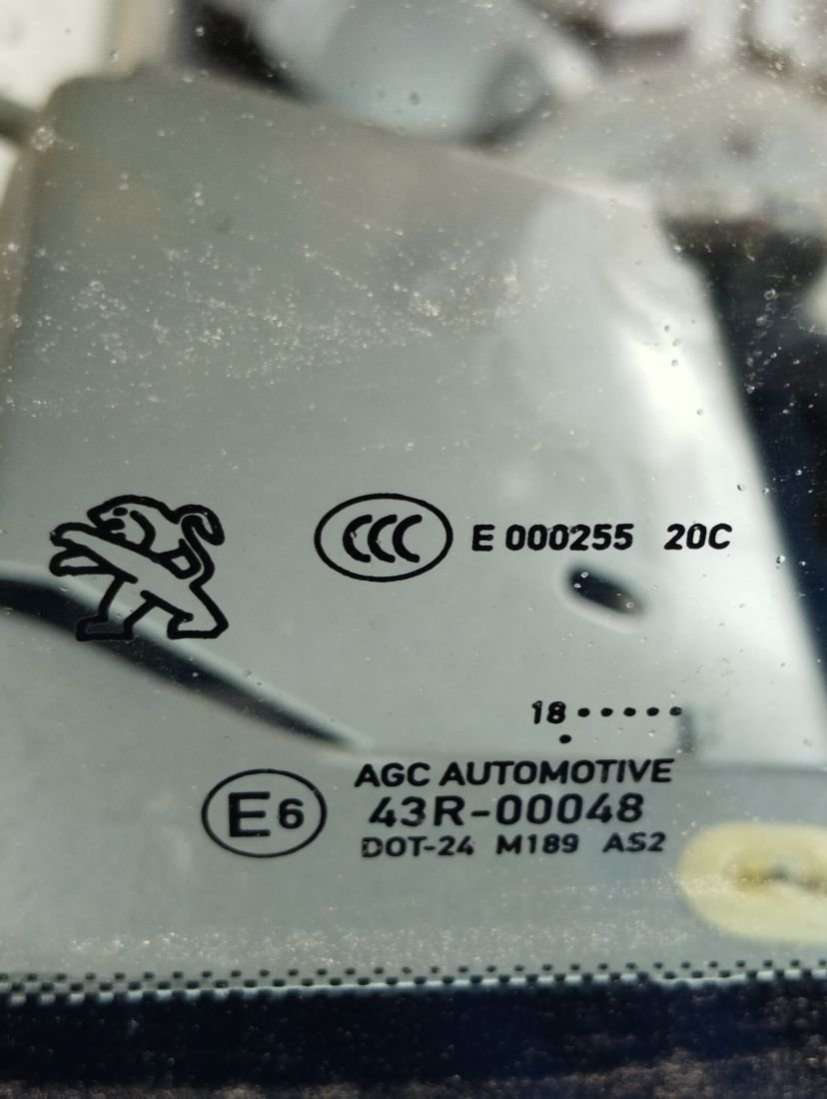 CCC E 000255 20C
18.....
.
AGC AUTOMOTIVE
E6 43R-00048
DOT-24 M189 AS2